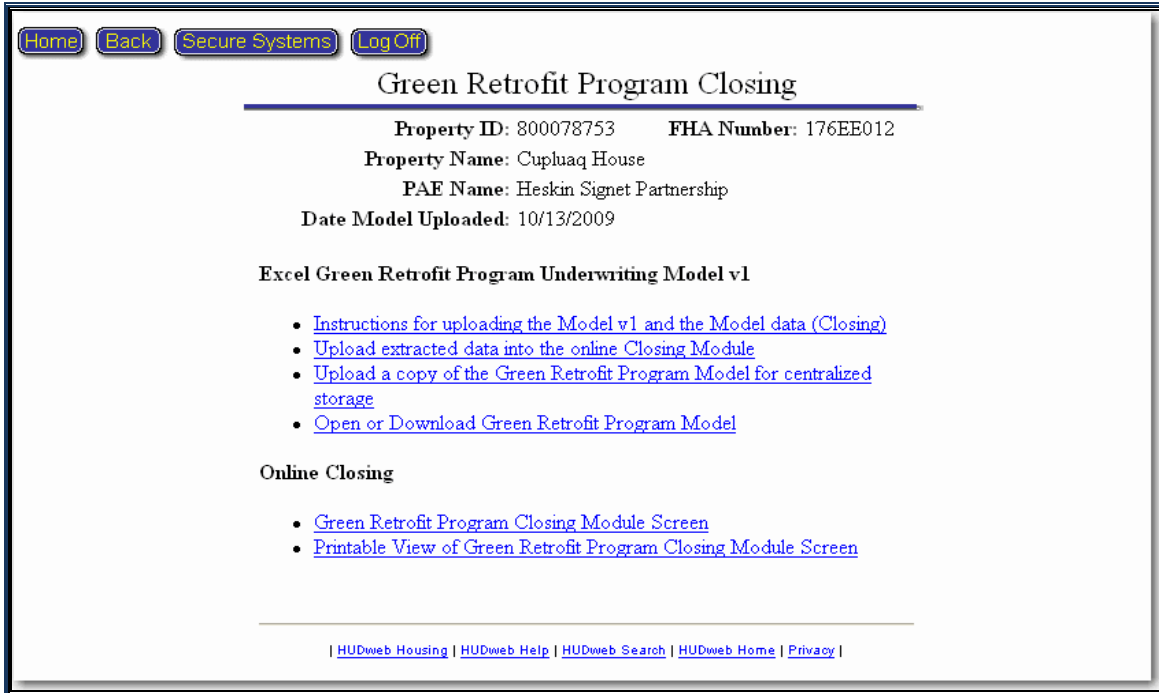 Home Back Secure Systems Log Off
Green Retrofit Program Closing
Property ID: 800078753 FHA Number: 176EE012
Property Name: Cupluaq House
PAE Name: Heskin Signet Partnership
Date Model Uploaded: 10/13/2009
Excel Green Retrofit Program Underwriting Model v1
• Instructions for uploading the Model v1 and the Model data (Closing)
• Upload extracted data into the online Closing Module
• Upload a copy of the Green Retrofit Program Model for centralized
storage
• Open or Download Green Retrofit Program Model
Online Closing
• Green Retrofit Program Closing Module Screen
• Printable View of Green Retrofit Program Closing Module Screen
| HUDweb Housing | HUDweb Help | HUDweb Search | HUDweb Home | Privacy |